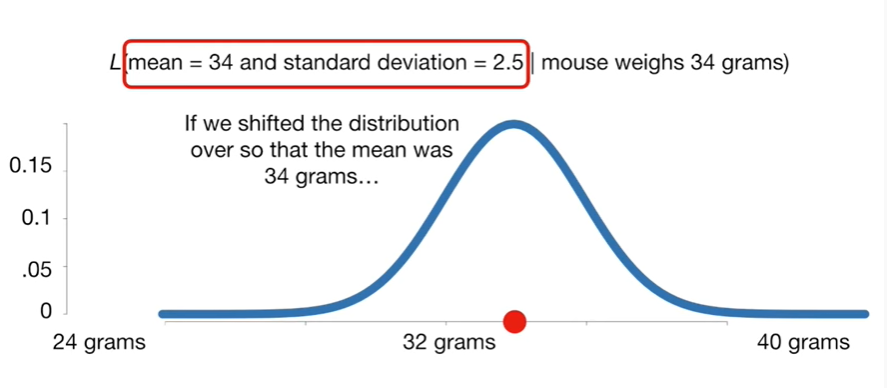 L(mean = 34 and standard deviation = 2.5 | mouse weighs 34 grams)
If we shifted the distribution
over so that the mean was
34 grams…
0.15
0.1
.05
0
24 grams
32 grams
40 grams